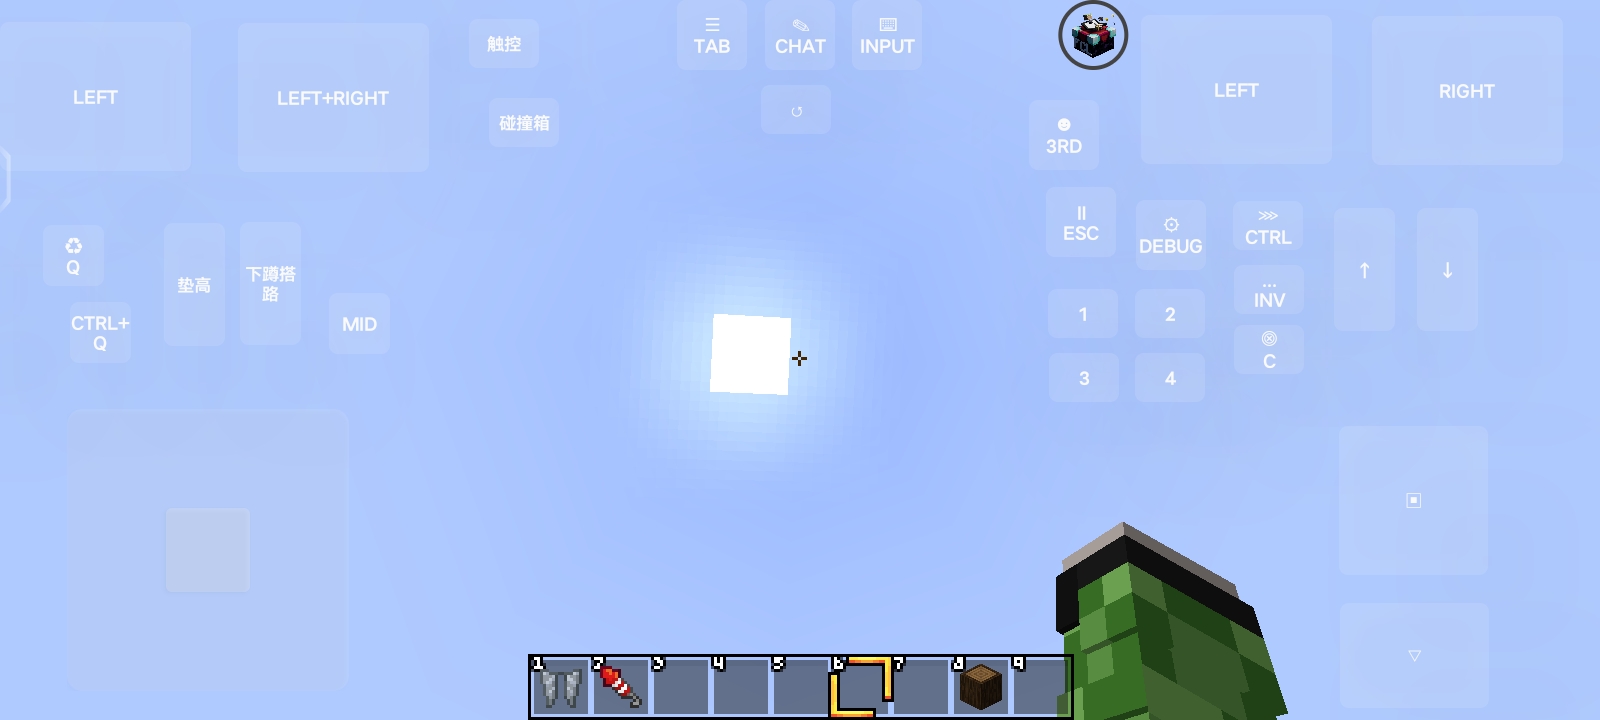 LEFT
LEFT+RIGHT
触控
碰撞箱
TAB
CHAT
INPUT
LEFT
RIGHT
3RD
ESC
DEBUG
CTRL
INV
C
↑
↓
1
2
3
4
Q
CTRL+
Q
垫高
下蹲搭
路
MID
1
2
3
4
5
6
7
8
9